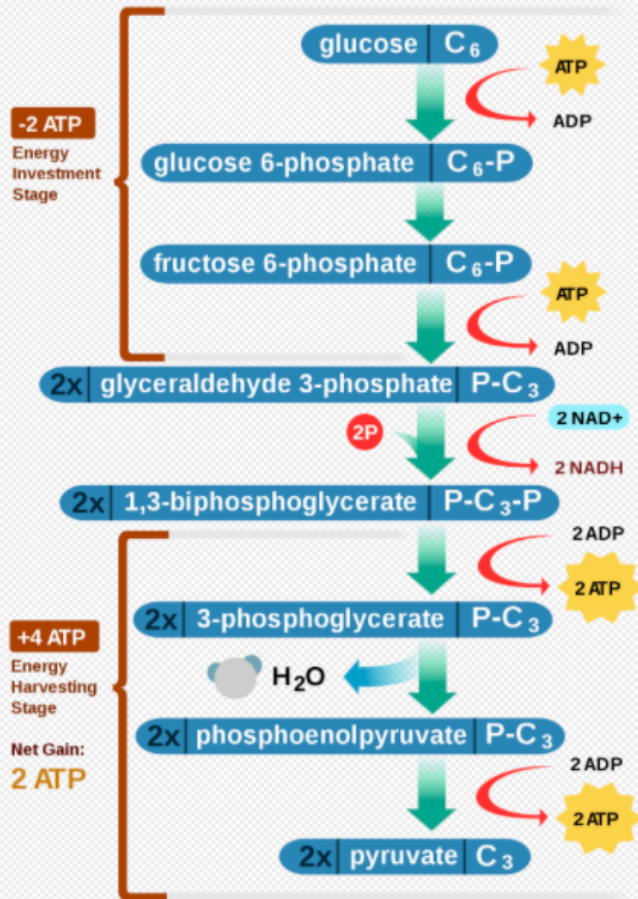 glucose C6
ATP
ADP
-2 ATP
Energy
Investment
Stage
glucose 6-phosphate C6-P
fructose 6-phosphate C6-P
ATP
ADP
2x glyceraldehyde 3-phosphate P-C3
2P
2 NAD+
2 NADH
2x 1,3-biphosphoglycerate P-C3-P
2 ADP
2 ATP
+4 ATP
Energy
Harvesting
Stage
Net Gain:
2 ATP
2x 3-phosphoglycerate P-C3
H2O
2x phosphoenolpyruvate P-C3
2 ADP
2 ATP
2x pyruvate C3